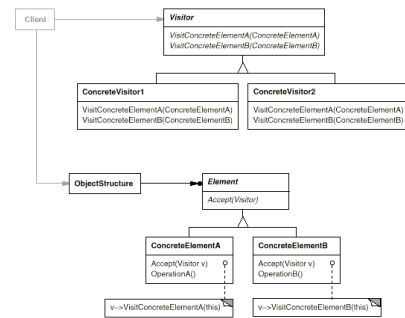 Client
Visitor
VisitConcreteElementA(ConcreteElementA)
VisitConcreteElementB(ConcreteElementB)
ConcreteVisitor1
VisitConcreteElementA(ConcreteElementA)
VisitConcreteElementB(ConcreteElementB)
ConcreteVisitor2
VisitConcreteElementA(ConcreteElementA)
VisitConcreteElementB(ConcreteElementB)
ObjectStructure
Element
Accept(Visitor)
ConcreteElementA
Accept(Visitor v)
OperationA()
ConcreteElementB
Accept(Visitor v)
OperationB()
v–>VisitConcreteElementA(this)
v–>VisitConcreteElementB(this)